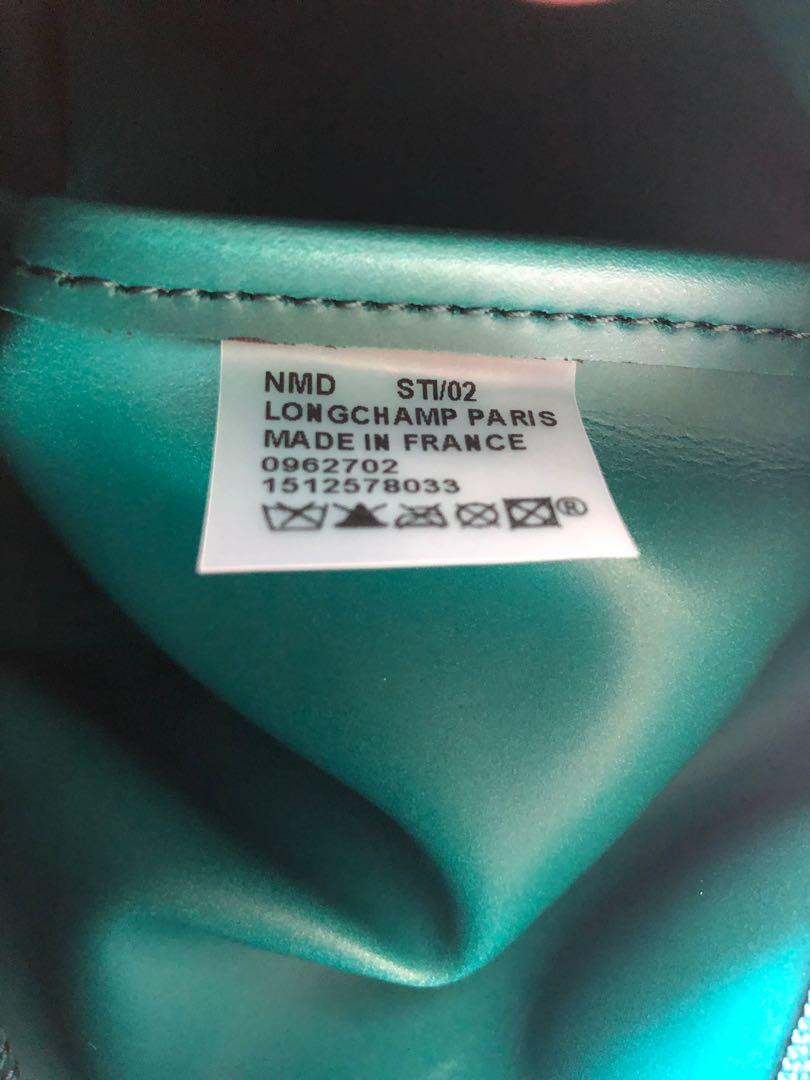 NMD STI/02
LONGCHAMP PARIS
MADE IN FRANCE
0962702
1512578033
®